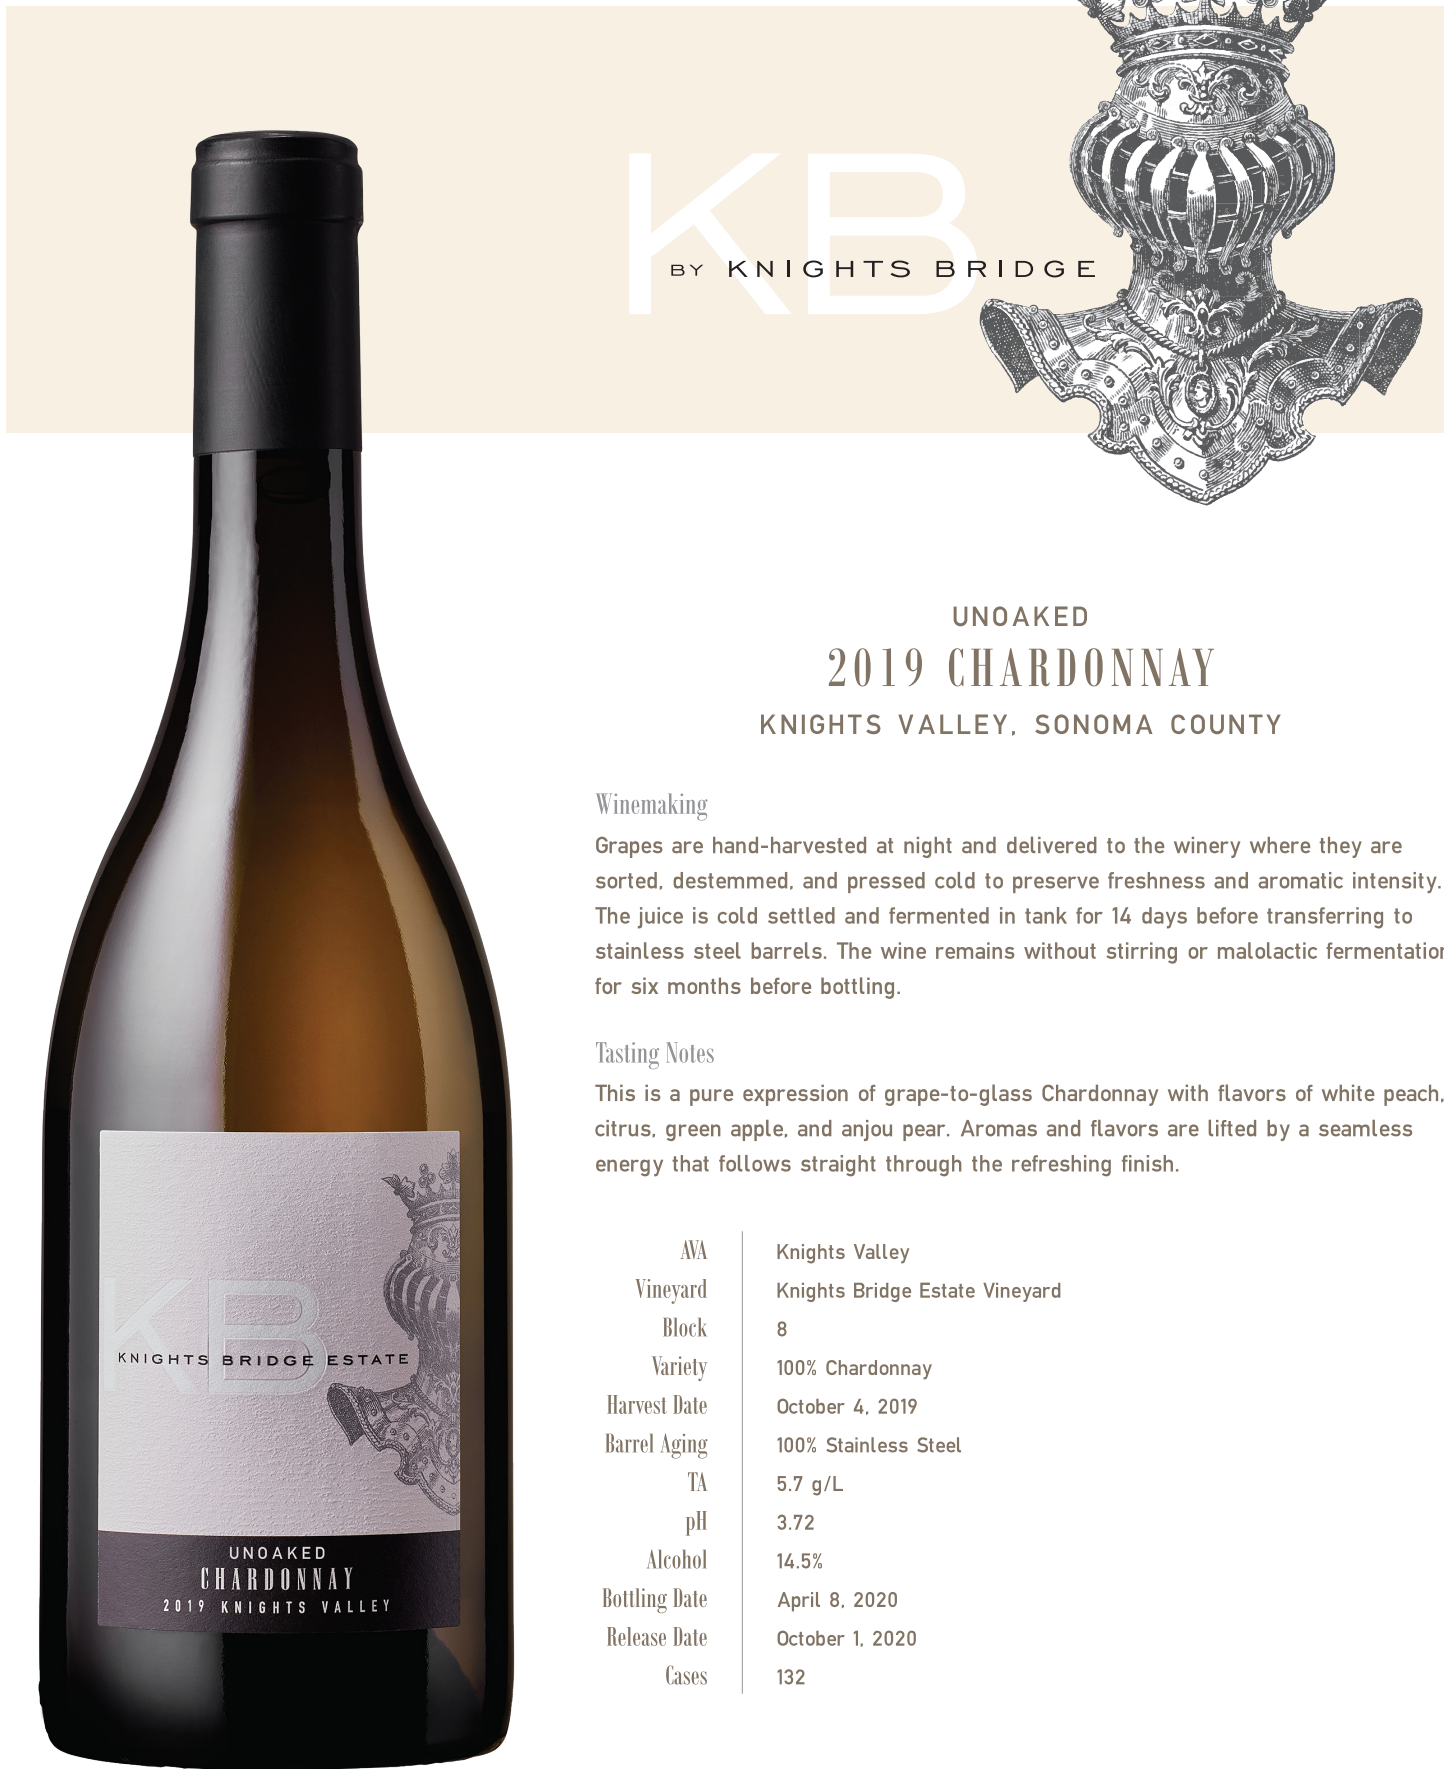 KB
BY KNIGHTS BRIDGE
UNOAKED
2019 CHARDONNAY
KNIGHTS VALLEY, SONOMA COUNTY
Winemaking
Grapes are hand-harvested at night and delivered to the winery where they are
sorted, destemmed, and pressed cold to preserve freshness and aromatic intensity.
The juice is cold settled and fermented in tank for 14 days before transferring to
stainless steel barrels. The wine remains without stirring or malolactic fermentation
for six months before bottling.
Tasting Notes
This is a pure expression of grape-to-glass Chardonnay with flavors of white peach,
citrus, green apple, and anjou pear. Aromas and flavors are lifted by a seamless
energy that follows straight through the refreshing finish.
AVA Knights Valley
Vineyard Knights Bridge Estate Vineyard
Block 8
Variety 100% Chardonnay
Harvest Date October 4, 2019
Barrel Aging 100% Stainless Steel
TA 5.7 g/L
pH 3.72
Alcohol 14.5%
Bottling Date April 8, 2020
Release Date October 1, 2020
Cases 132
KB
KNIGHTS BRIDGE ESTATE
UNOAKED
CHARDONNAY
2019 KNIGHTS VALLEY